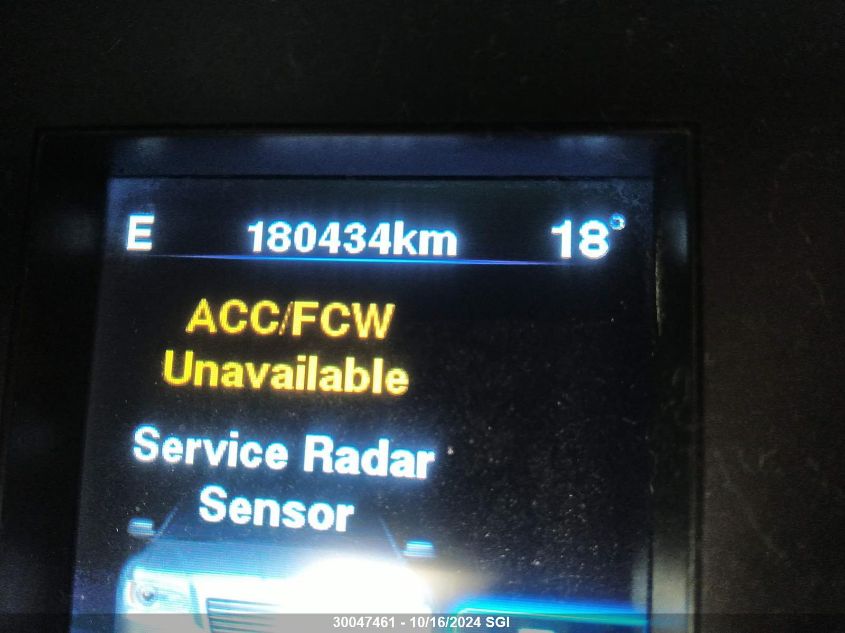 E 180434km 18°
ACC/FCW
Unavailable
Service Radar
Sensor
30047461 - 10/16/2024 SGI